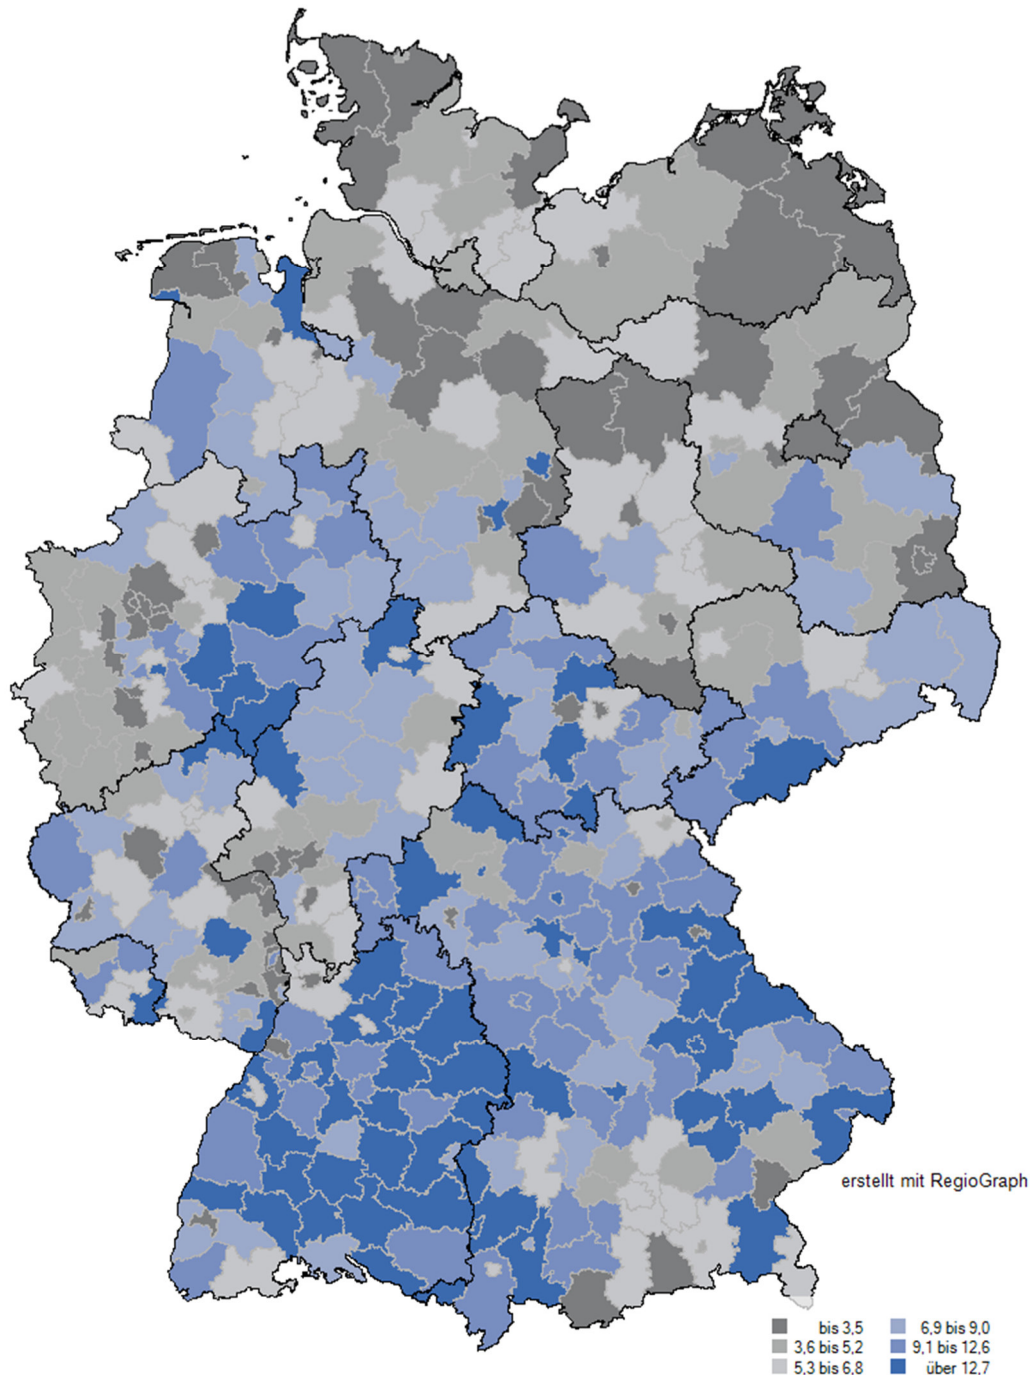 erstellt mit RegioGraph
bis 3,5
3,6 bis 5,2
5,3 bis 6,8
6,9 bis 9,0
9,1 bis 12,6
über 12,7